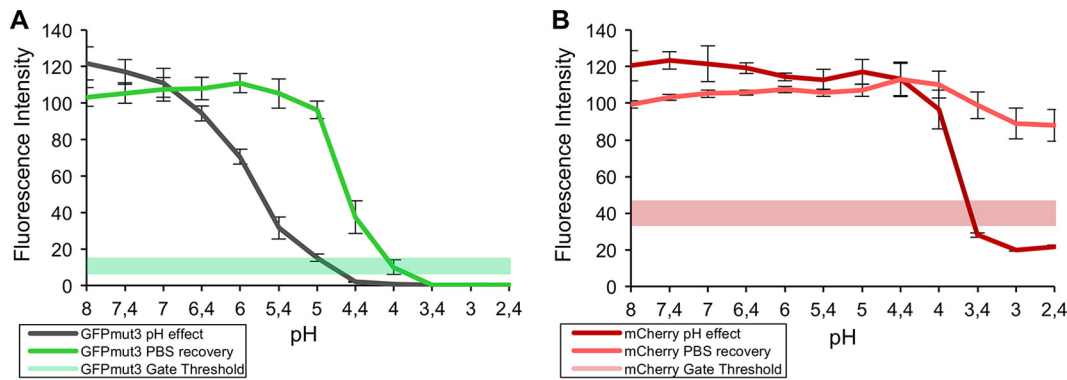 A
140
120
100
80
60
40
20
0
Fluorescence Intensity
8 7,4 7 6,4 6 5,4 5 4,4 4 3,4 3 2,4
pH
GFPmut3 pH effect
GFPmut3 PBS recovery
GFPmut3 Gate Threshold
B
140
120
100
80
60
40
20
0
Fluorescence Intensity
8 7,4 7 6,4 6 5,4 5 4,4 4 3,4 3 2,4
pH
mCherry pH effect
mCherry PBS recovery
mCherry Gate Threshold